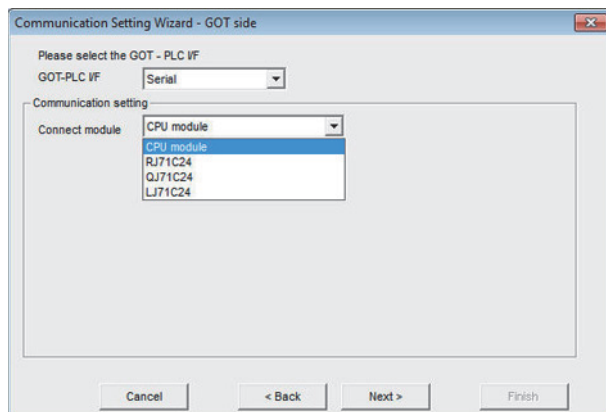 Communication Setting Wizard - GOT side
Please select the GOT - PLC I/F
GOT-PLC I/F
Serial
Communication setting
Connect module
CPU module
CPU module
RJ71C24
QJ71C24
LJ71C24
Cancel
< Back
Next >
Finish